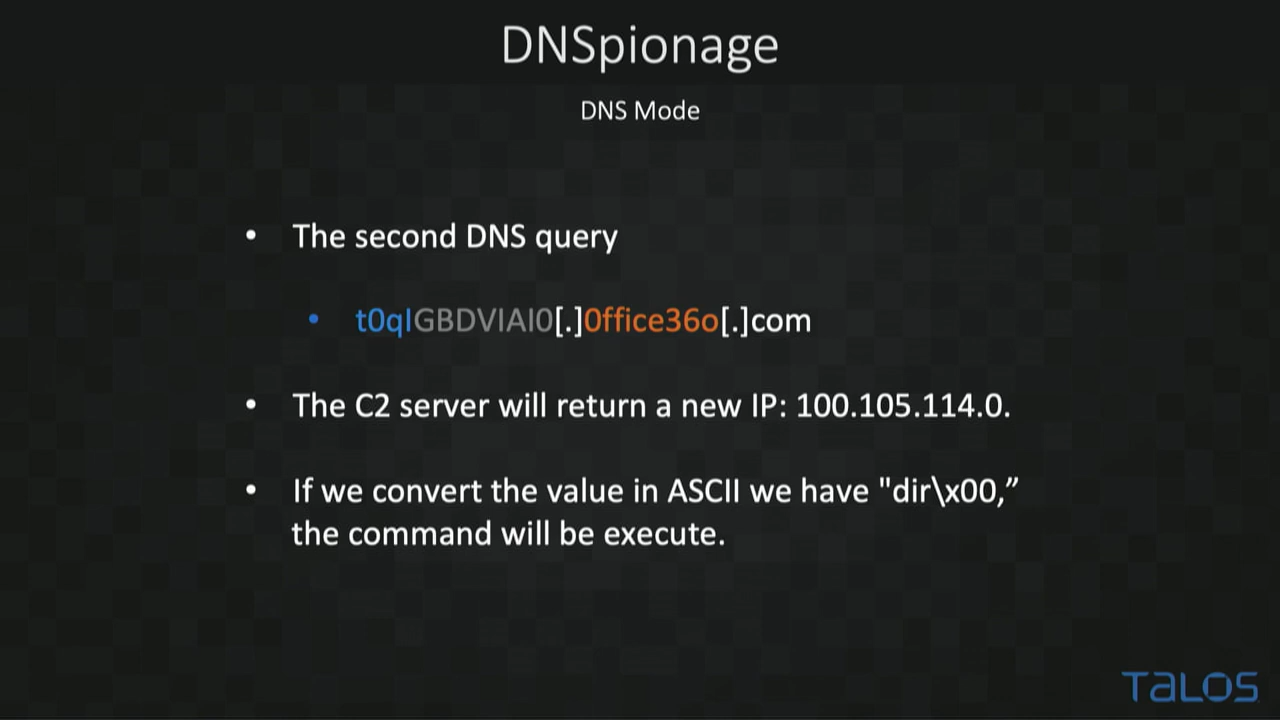 DNSpionage
DNS Mode
• The second DNS query
• t0qIGBDVIAI0[.]0ffice36o[.]com
• The C2 server will return a new IP: 100.105.114.0.
• If we convert the value in ASCII we have "dir\x00,”
the command will be execute.
TALOS